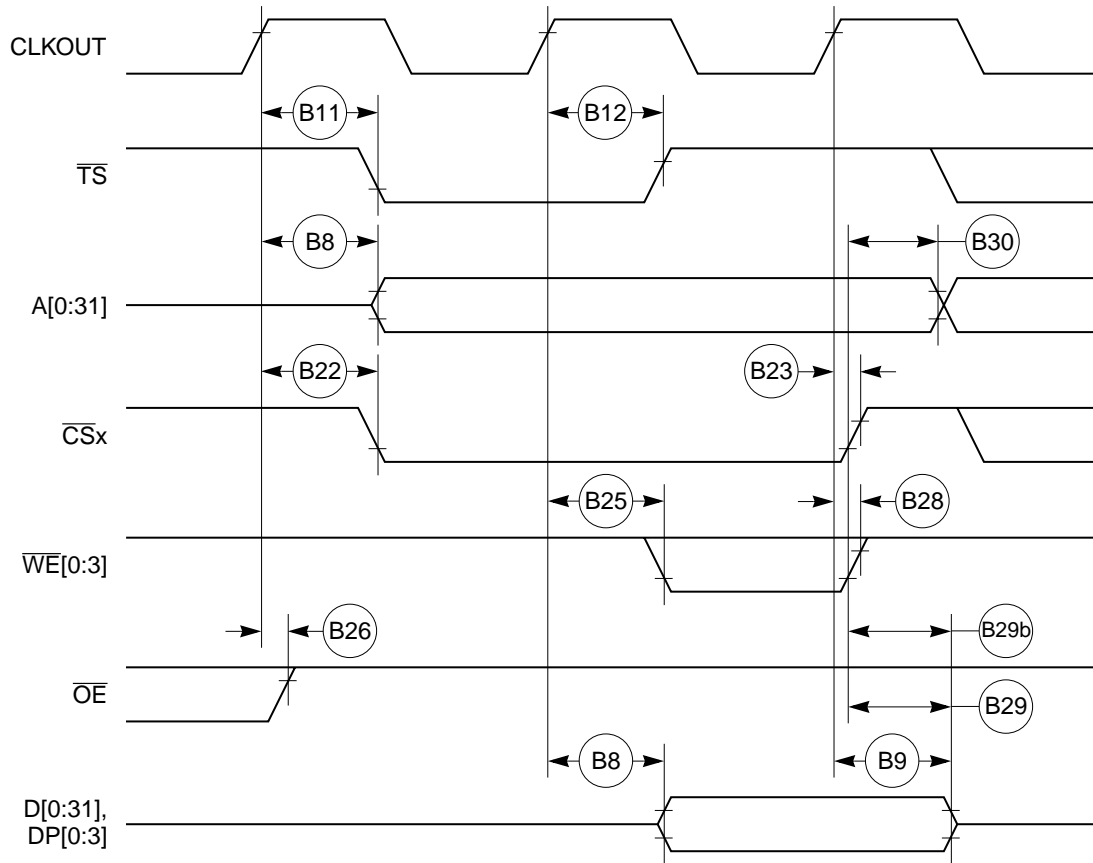 CLKOUT
B11
B12
TS
B8
B30
A[0:31]
B22
B23
CSx
B25
B28
WE[0:3]
B26
B29b
OE
B29
B8
B9
D[0:31],
DP[0:3]